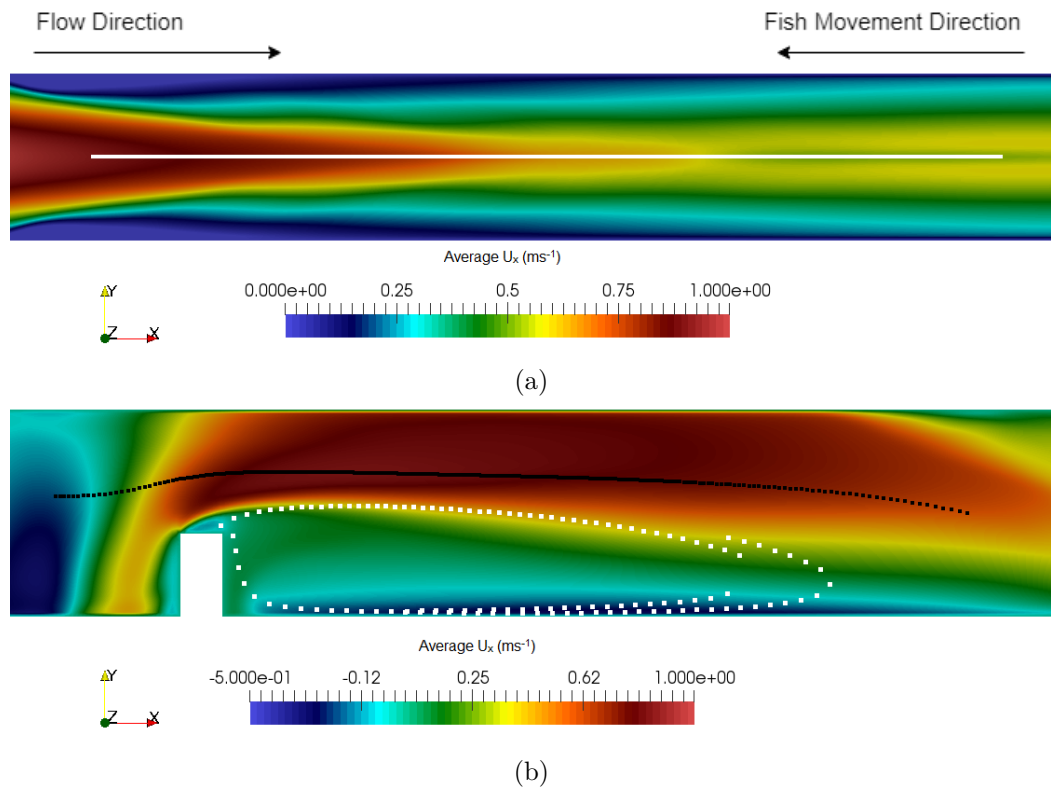 Flow Direction
Fish Movement Direction
Average Uₓ (ms⁻¹)
0.000e+00 0.25 0.5 0.75 1.000e+00
Y
Z X
(a)
Average Uₓ (ms⁻¹)
-5.000e-01 -0.12 0.25 0.62 1.000e+00
Y
Z X
(b)